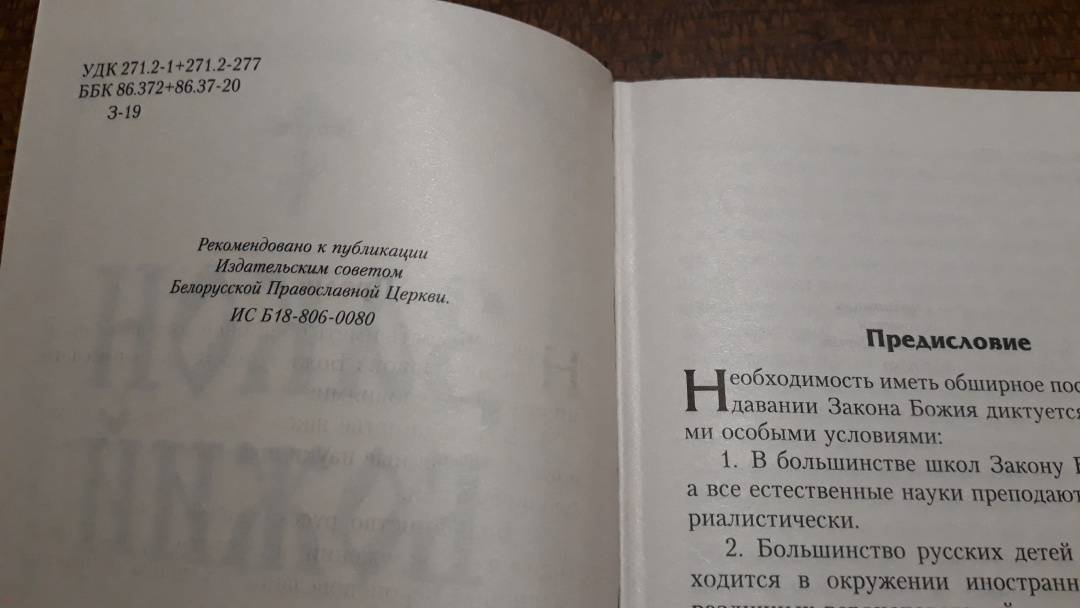 УДК 271.2-1+271.2-277
ББК 86.372+86.37-20
З-19
Рекомендовано к публикации
Издательским советом
Белорусской Православной Церкви.
ИС Б18-806-0080
ЗАКОН
БОЖИЙ
Предисловие
Необходимость иметь обширное пос
давании Закона Божия диктуется
ми особыми условиями:
1. В большинстве школ Закону Б
а все естественные науки преподают
риалистически.
2. Большинство русских детей
ходится в окружении иностранн